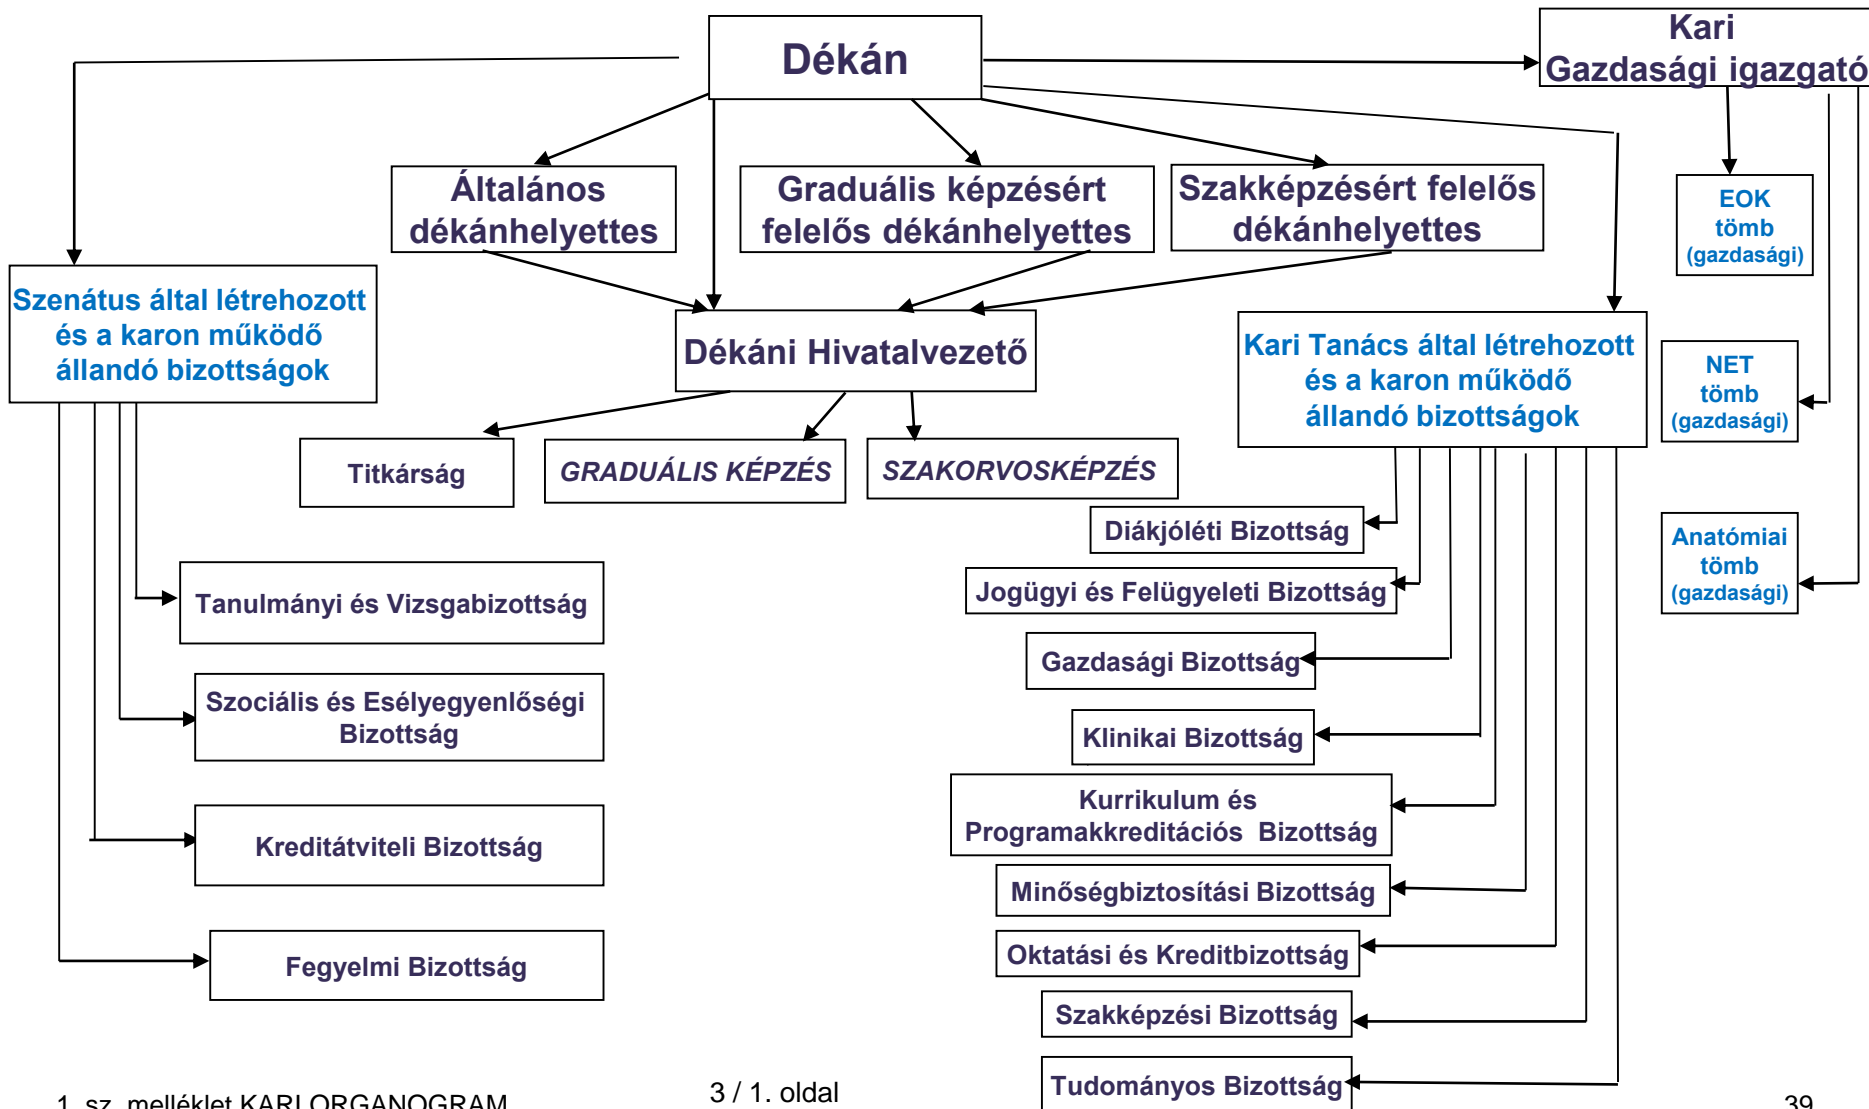 Dékán
Kari
Gazdasági igazgató
Általános
dékánhelyettes
Graduális képzésért
felelős dékánhelyettes
Szakképzésért felelős
dékánhelyettes
EOK
tömb
(gazdasági)
Szenátus által létrehozott
és a karon működő
állandó bizottságok
Dékáni Hivatalvezető
Kari Tanács által létrehozott
és a karon működő
állandó bizottságok
NET
tömb
(gazdasági)
Titkárság
GRADUÁLIS KÉPZÉS
SZAKORVOSKÉPZÉS
Anatómiai
tömb
(gazdasági)
Tanulmányi és Vizsgabizottság
Szociális és Esélyegyenlőségi
Bizottság
Kreditátviteli Bizottság
Fegyelmi Bizottság
Diákjóléti Bizottság
Jogügyi és Felügyeleti Bizottság
Gazdasági Bizottság
Klinikai Bizottság
Kurrikulum és
Programakkreditációs Bizottság
Minőségbiztosítási Bizottság
Oktatási és Kreditbizottság
Szakképzési Bizottság
Tudományos Bizottság
1. sz. melléklet KARI ORGANOGRAM
3 / 1. oldal
39